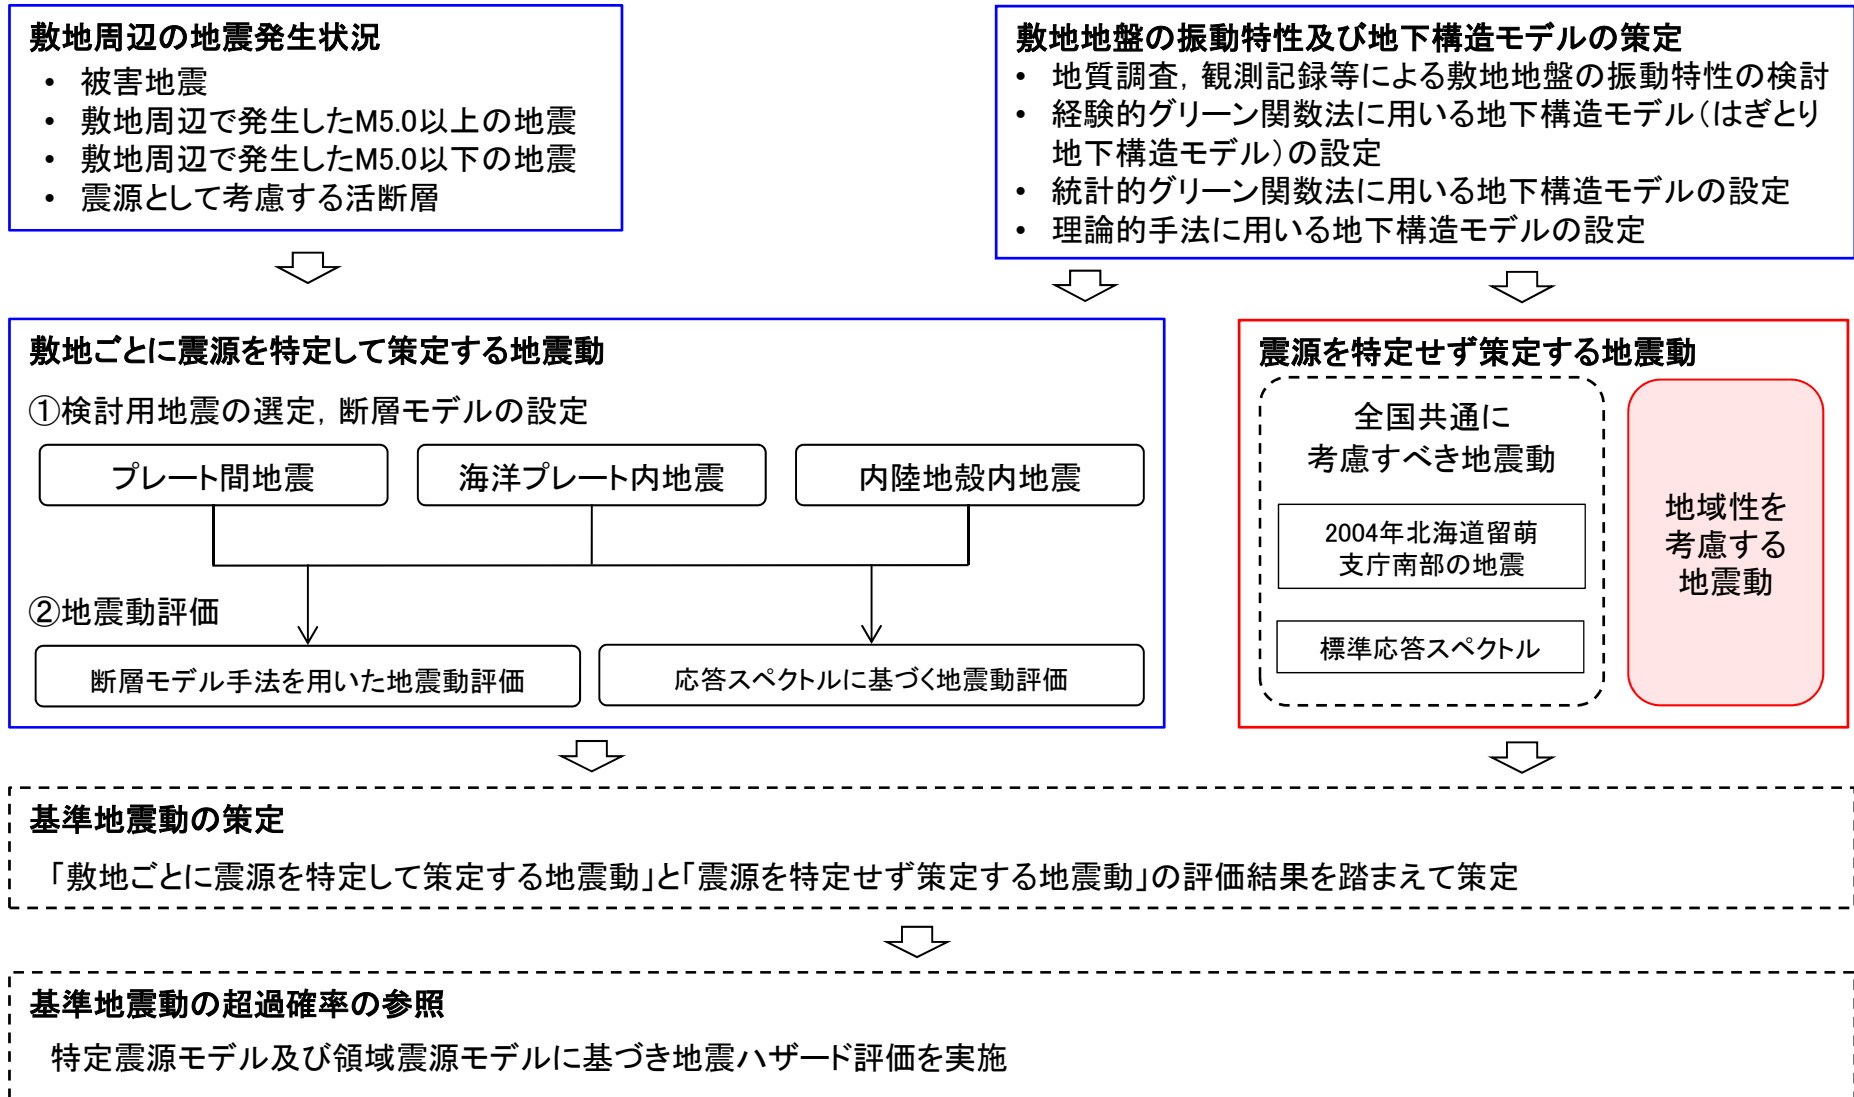 敷地周辺の地震発生状況
• 被害地震
• 敷地周辺で発生したM5.0以上の地震
• 敷地周辺で発生したM5.0以下の地震
• 震源として考慮する活断層
敷地地盤の振動特性及び地下構造モデルの策定
• 地質調査，観測記録等による敷地地盤の振動特性の検討
• 経験的グリーン関数法に用いる地下構造モデル（はぎとり
地下構造モデル）の設定
• 統計的グリーン関数法に用いる地下構造モデルの設定
• 理論的手法に用いる地下構造モデルの設定
敷地ごとに震源を特定して策定する地震動
①検討用地震の選定，断層モデルの設定
プレート間地震
海洋プレート内地震
内陸地殻内地震
②地震動評価
断層モデル手法を用いた地震動評価
応答スペクトルに基づく地震動評価
震源を特定せず策定する地震動
全国共通に
考慮すべき地震動
2004年北海道留萌
支庁南部の地震
標準応答スペクトル
地域性を
考慮する
地震動
基準地震動の策定
「敷地ごとに震源を特定して策定する地震動」と「震源を特定せず策定する地震動」の評価結果を踏まえて策定
基準地震動の超過確率の参照
特定震源モデル及び領域震源モデルに基づき地震ハザード評価を実施